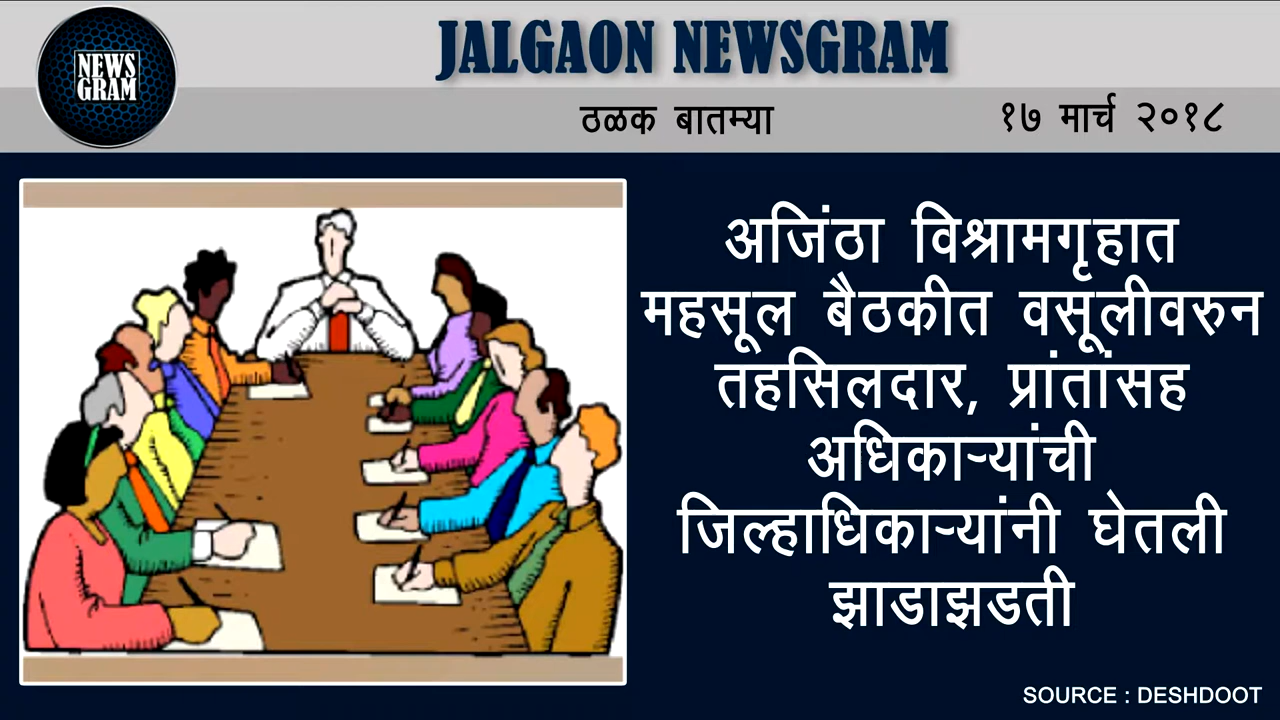 NEWS
GRAM
JALGAON NEWSGRAM
ठळक बातम्या
१७ मार्च २०१८
अजिंठा विश्रामगृहात
महसूल बैठकीत वसूलीवरुन
तहसिलदार, प्रांतांसह
अधिकाऱ्यांची
जिल्हाधिकाऱ्यांनी घेतली
झाडाझडती
SOURCE : DESHDOOT